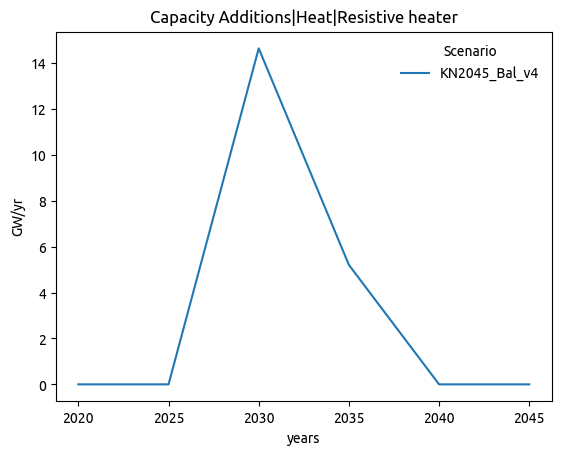 Capacity Additions|Heat|Resistive heater
Scenario
KN2045_Bal_v4
14
12
10
8
6
4
2
0
GW/yr
2020 2025 2030 2035 2040 2045
years